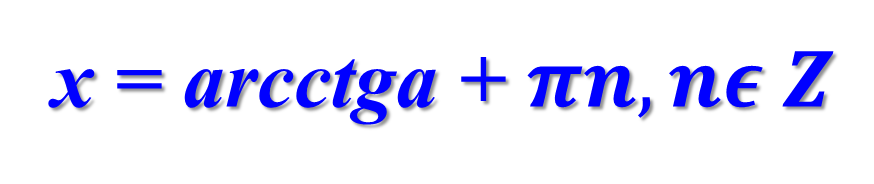 x = arcctga + πn, nϵ Z